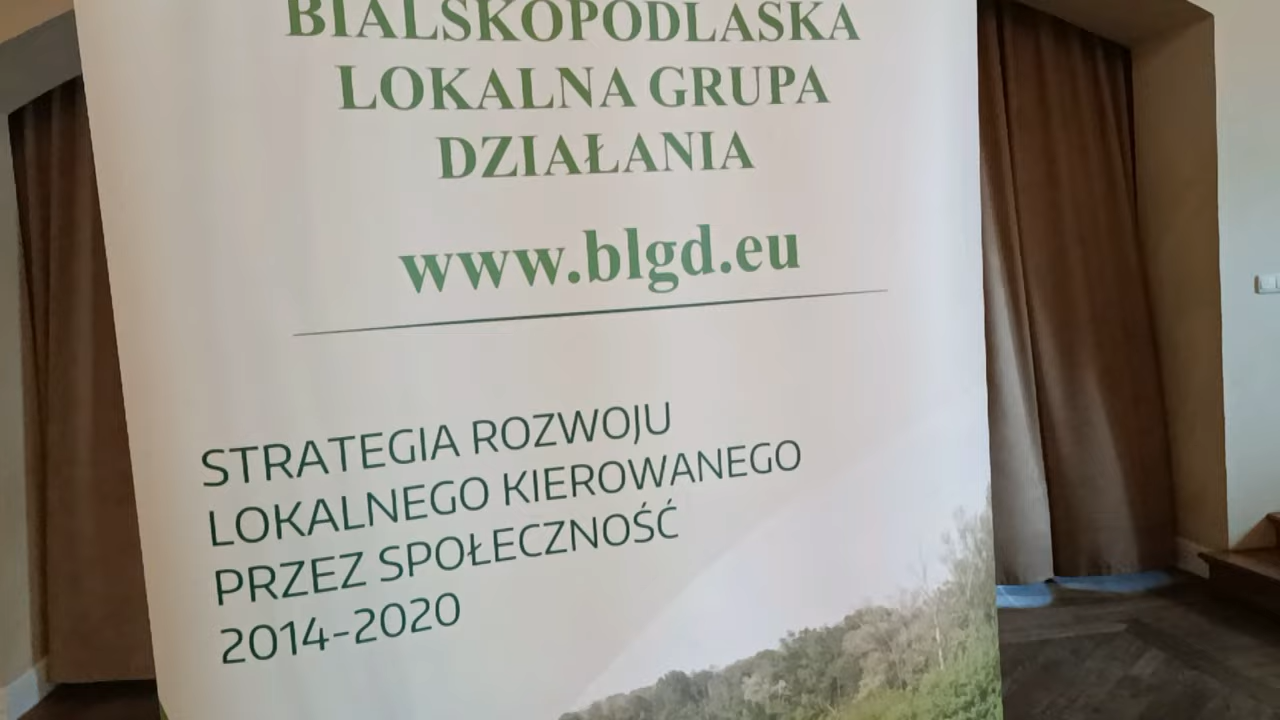 BIALSKOPODLASKA
LOKALNA GRUPA
DZIAŁANIA
www.blgd.eu
STRATEGIA ROZWOJU
LOKALNEGO KIEROWANEGO
PRZEZ SPOŁECZNOŚĆ
2014-2020